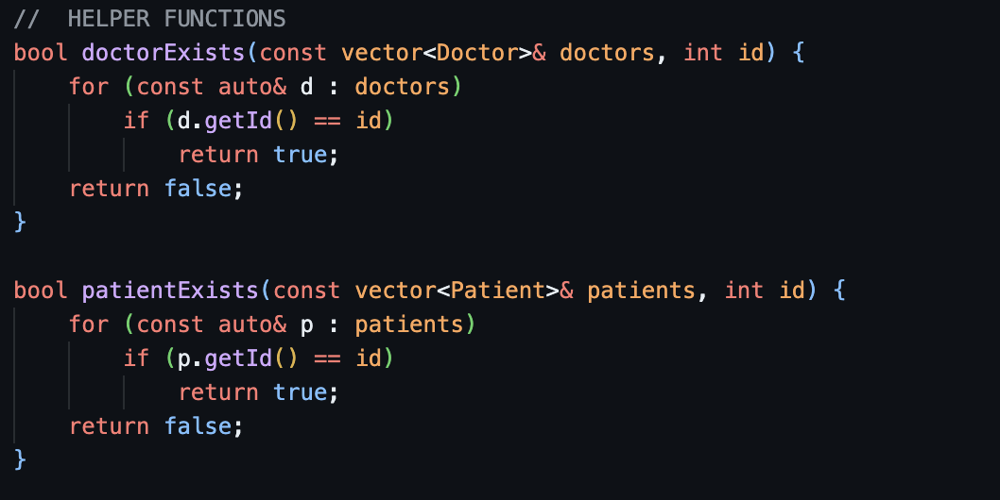 //  HELPER FUNCTIONS
bool doctorExists(const vector<Doctor>& doctors, int id) {
    for (const auto& d : doctors)
        if (d.getId() == id)
            return true;
    return false;
}

bool patientExists(const vector<Patient>& patients, int id) {
    for (const auto& p : patients)
        if (p.getId() == id)
            return true;
    return false;
}